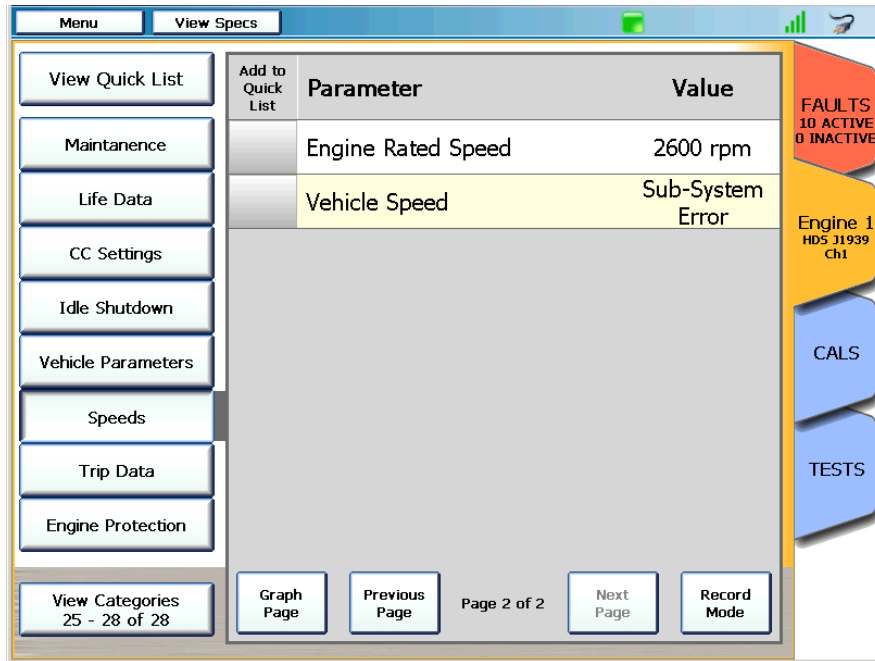 Menu
View Specs
View Quick List
Maintanence
Life Data
CC Settings
Idle Shutdown
Vehicle Parameters
Speeds
Trip Data
Engine Protection
View Categories
25 - 28 of 28
Add to
Quick
List
Parameter
Value
Engine Rated Speed
2600 rpm
Vehicle Speed
Sub-System
Error
Graph
Page
Previous
Page
Page 2 of 2
Next
Page
Record
Mode
FAULTS
10 ACTIVE
0 INACTIVE
Engine 1
HDS J1939
Ch1
CALS
TESTS